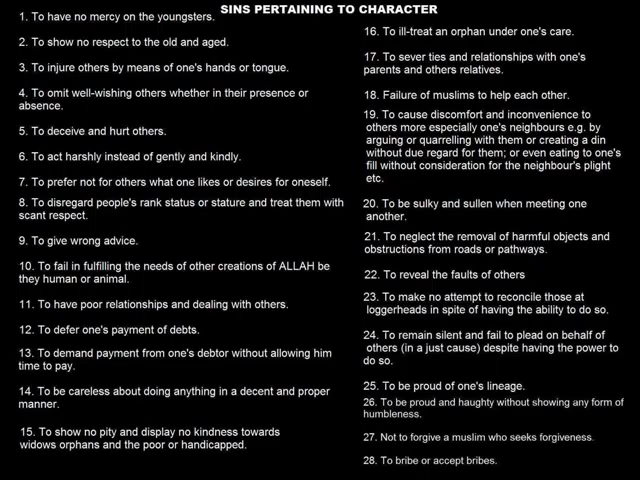 SINS PERTAINING TO CHARACTER
1. To have no mercy on the youngsters.
2. To show no respect to the old and aged.
3. To injure others by means of one's hands or tongue.
4. To omit well-wishing others whether in their presence or
absence.
5. To deceive and hurt others.
6. To act harshly instead of gently and kindly.
7. To prefer not for others what one likes or desires for oneself.
8. To disregard people's rank status or stature and treat them with
scant respect.
9. To give wrong advice.
10. To fail in fulfilling the needs of other creations of ALLAH be
they human or animal.
11. To have poor relationships and dealing with others.
12. To defer one's payment of debts.
13. To demand payment from one's debtor without allowing him
time to pay.
14. To be careless about doing anything in a decent and proper
manner.
15. To show no pity and display no kindness towards
widows orphans and the poor or handicapped.
16. To ill-treat an orphan under one's care.
17. To sever ties and relationships with one's
parents and others relatives.
18. Failure of muslims to help each other.
19. To cause discomfort and inconvenience to
others more especially one's neighbours e.g. by
arguing or quarrelling with them or creating a din
without due regard for them; or even eating to one's
fill without consideration for the neighbour's plight
etc.
20. To be sulky and sullen when meeting one
another.
21. To neglect the removal of harmful objects and
obstructions from roads or pathways.
22. To reveal the faults of others
23. To make no attempt to reconcile those at
loggerheads in spite of having the ability to do so.
24. To remain silent and fail to plead on behalf of
others (in a just cause) despite having the power to
do so.
25. To be proud of one's lineage.
26. To be proud and haughty without showing any form of
humbleness.
27. Not to forgive a muslim who seeks forgiveness.
28. To bribe or accept bribes.